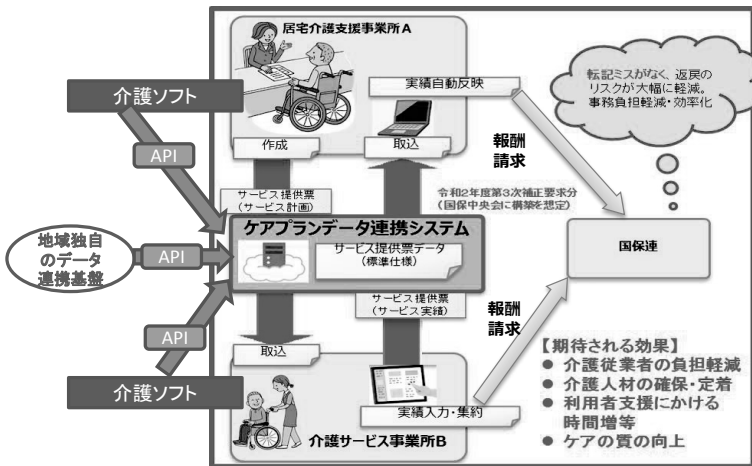 居宅介護支援事業所A
介護ソフト
実績自動反映
転記ミスがなく、返戻の
リスクが大幅に軽減。
事務負担軽減・効率化
作成
取込
報酬
請求
API
サービス提供票
(サービス計画)
令和2年度第3次補正要求分
(国保中央会に構築を想定)
ケアプランデータ連携システム
地域独自
のデータ
連携基盤
API
サービス提供票データ
(標準仕様)
国保連
サービス提供票
(サービス実績)
報酬
請求
API
取込
【期待される効果】
● 介護従業者の負担軽減
● 介護人材の確保・定着
● 利用者支援にかける
時間増等
● ケアの質の向上
介護ソフト
実績入力・集約
介護サービス事業所B